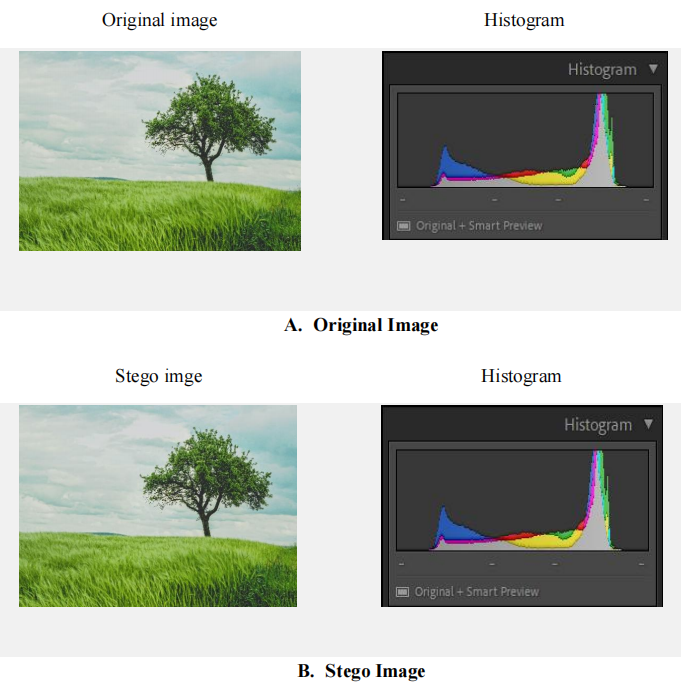 Original image Histogram
Histogram ▼
Original + Smart Preview
A. Original Image
Stego imge Histogram
Histogram ▼
Original + Smart Preview
B. Stego Image